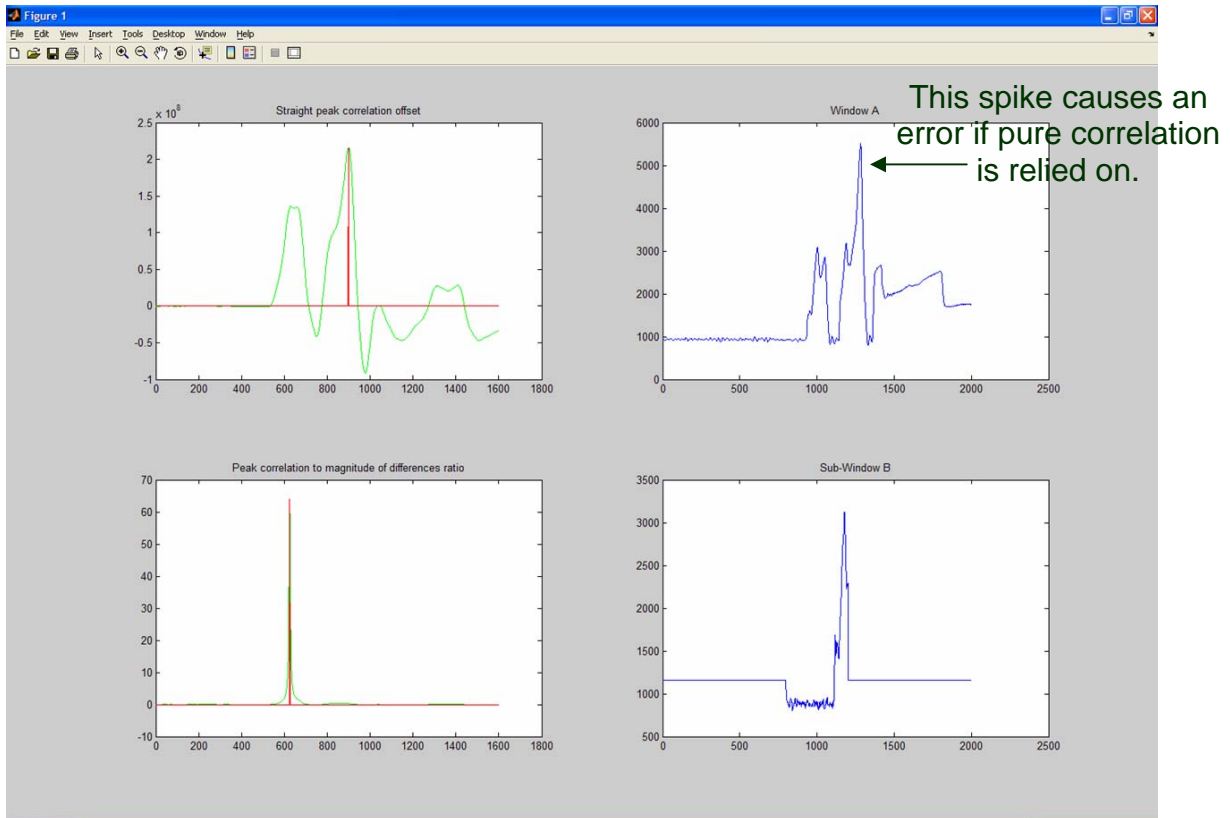 Figure 1
File Edit View Insert Tools Desktop Window Help
Straight peak correlation offset
x 10^8
2.5
2
1.5
1
0.5
0
-0.5
-1
0 200 400 600 800 1000 1200 1400 1600 1800
Window A
6000
5000
4000
3000
2000
1000
0
0 500 1000 1500 2000 2500
This spike causes an
error if pure correlation
is relied on.
Peak correlation to magnitude of differences ratio
70
60
50
40
30
20
10
0
-10
0 200 400 600 800 1000 1200 1400 1600 1800
Sub-Window B
3500
3000
2500
2000
1500
1000
500
0 500 1000 1500 2000 2500